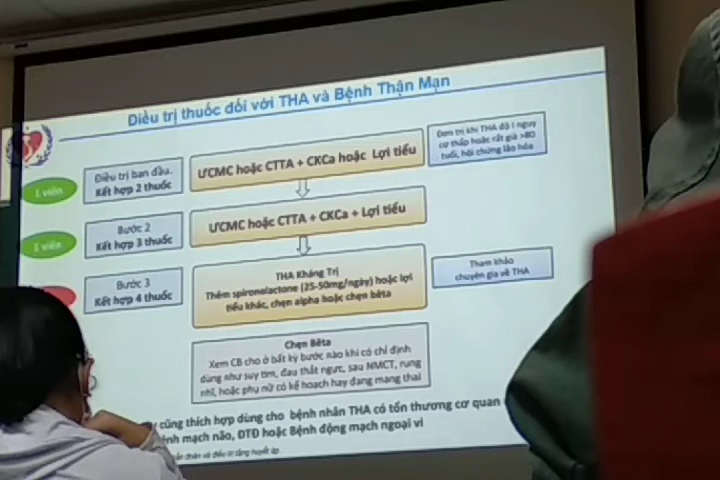 Điều trị thuốc đối với THA và Bệnh Thận Mạn
1 viên
Điều trị ban đầu.
Kết hợp 2 thuốc
ƯCMC hoặc CTTA + CKCa hoặc Lợi tiểu
Đơn trị khi THA độ I nguy
cơ thấp hoặc rất già >80
tuổi, hội chứng lão hóa
1 viên
Bước 2
Kết hợp 3 thuốc
ƯCMC hoặc CTTA + CKCa + Lợi tiểu
Bước 3
Kết hợp 4 thuốc
THA Kháng Trị
Thêm spironolactone (25-50mg/ngày) hoặc lợi
tiểu khác, chẹn alpha hoặc chẹn bêta
Tham khảo
chuyên gia về THA
Chẹn Bêta
Xem CB cho ở bất kỳ bước nào khi có chỉ định
dùng như suy tim, đau thắt ngực, sau NMCT, rung
nhĩ, hoặc phụ nữ có kế hoạch hay đang mang thai
cũng thích hợp dùng cho bệnh nhân THA có tổn thương cơ quan
mạch não, ĐTĐ hoặc Bệnh động mạch ngoại vi
và điều trị tăng huyết áp